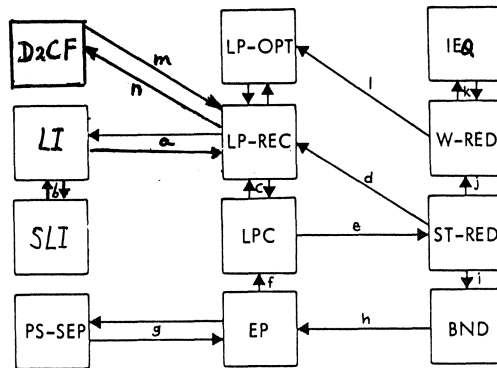 D2CF
m
n
LP-OPT
l
IEQ
k
LI
a
LP-REC
d
W-RED
b
c
j
SLI
LPC
e
ST-RED
f
i
PS-SEP
g
EP
h
BND